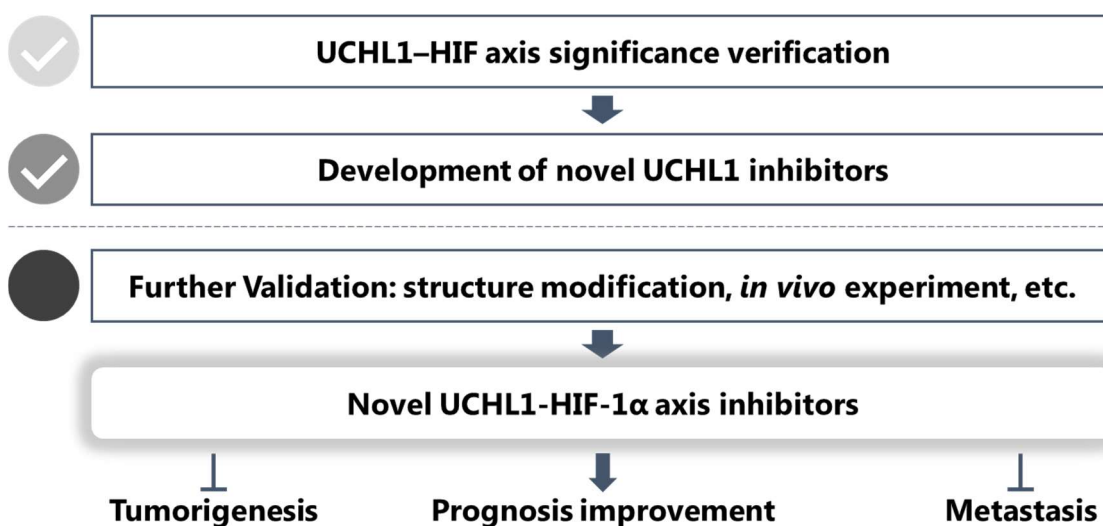 UCHL1–HIF axis significance verification
Development of novel UCHL1 inhibitors
Further Validation: structure modification, in vivo experiment, etc.
Novel UCHL1-HIF-1α axis inhibitors
Tumorigenesis Prognosis improvement Metastasis